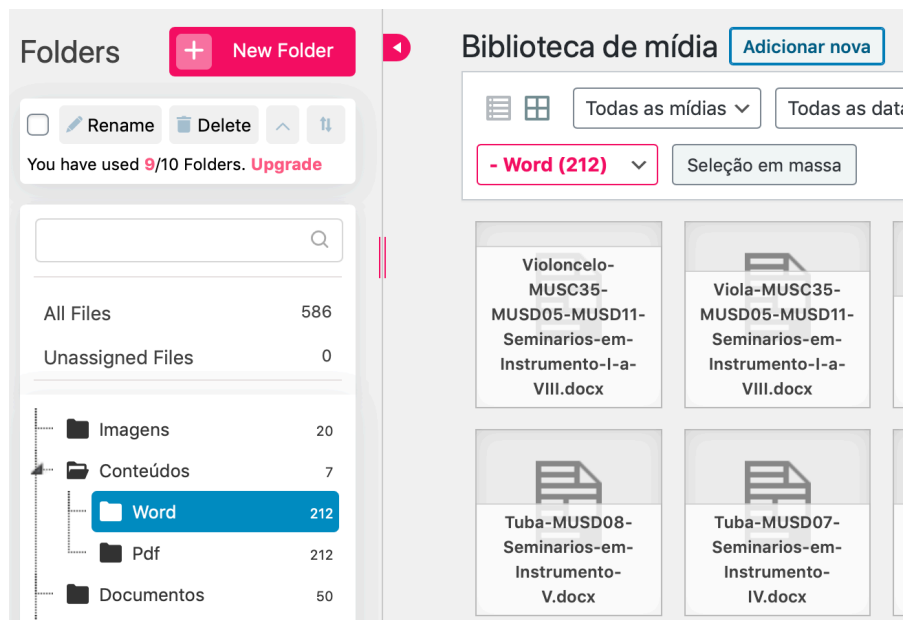 Folders
New Folder
Rename
Delete
You have used 9/10 Folders. Upgrade
All Files 586
Unassigned Files 0
Imagens 20
Conteúdos 7
Word 212
Pdf 212
Documentos 50
Biblioteca de mídia
Adicionar nova
Todas as mídias
Todas as data
- Word (212)
Seleção em massa
Violoncelo-
MUSC35-
MUSD05-MUSD11-
Seminarios-em-
Instrumento-I-a-
VIII.docx
Viola-MUSC35-
MUSD05-MUSD11-
Seminarios-em-
Instrumento-I-a-
VIII.docx
Tuba-MUSD08-
Seminarios-em-
Instrumento-
V.docx
Tuba-MUSD07-
Seminarios-em-
Instrumento-
IV.docx